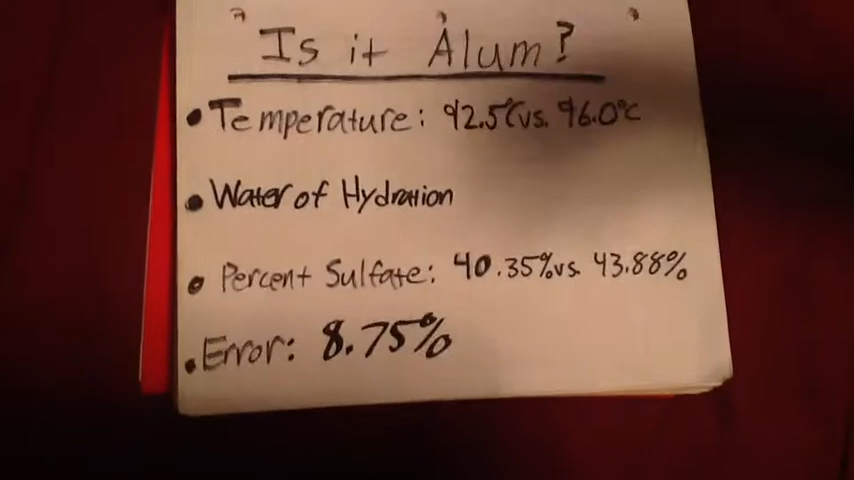 Is it Alum?
• Temperature: 92.5°C vs. 96.0°C
• Water of Hydration
• Percent Sulfate: 40.35% vs. 43.88%
• Error: 8.75%